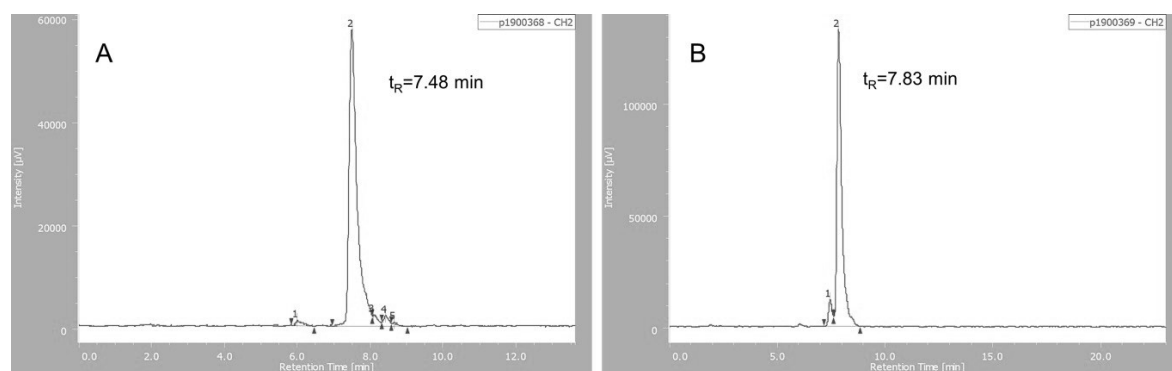 A
p1900368 - CH2
2
t_R=7.48 min
1
3
4
5
60000
40000
20000
0
Intensity [µV]
0.0 2.0 4.0 6.0 8.0 10.0 12.0
Retention Time [min]
B
p1900369 - CH2
2
t_R=7.83 min
1
100000
50000
0
Intensity [µV]
0.0 5.0 10.0 15.0 20.0
Retention Time [min]